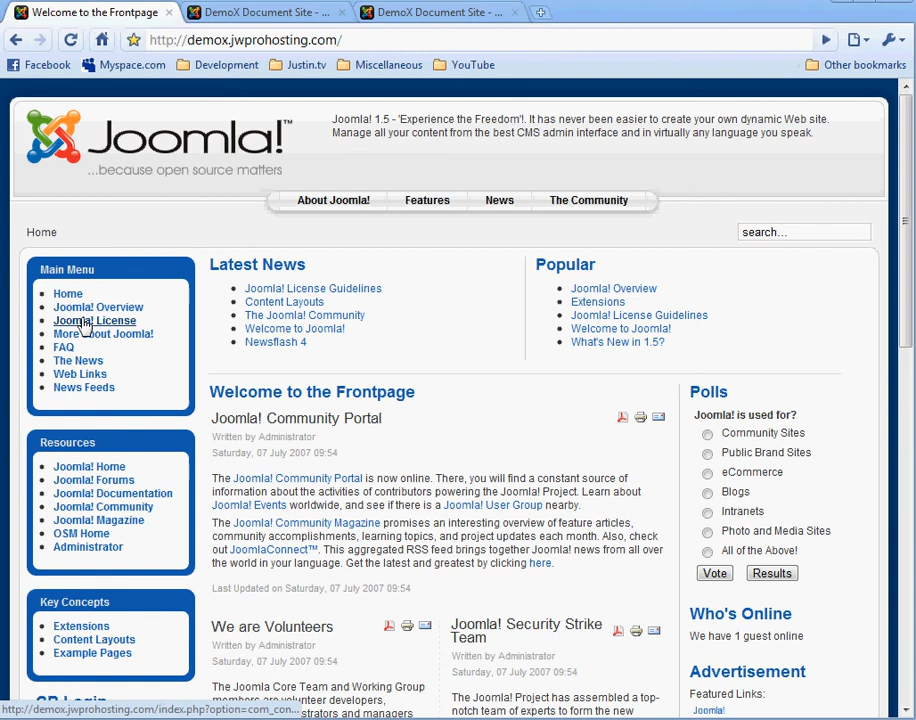 Welcome to the Frontpage
DemoX Document Site - ...
DemoX Document Site - ...
http://demox.jwprohosting.com/
Facebook
Myspace.com
Development
Justin.tv
Miscellaneous
YouTube
Other bookmarks
Joomla!™
...because open source matters
Joomla! 1.5 - 'Experience the Freedom'!. It has never been easier to create your own dynamic Web site.
Manage all your content from the best CMS admin interface and in virtually any language you speak.
About Joomla!
Features
News
The Community
Home
search...
Main Menu
Home
Joomla! Overview
Joomla! License
More about Joomla!
FAQ
The News
Web Links
News Feeds
Resources
Joomla! Home
Joomla! Forums
Joomla! Documentation
Joomla! Community
Joomla! Magazine
OSM Home
Administrator
Key Concepts
Extensions
Content Layouts
Example Pages
Latest News
Joomla! License Guidelines
Content Layouts
The Joomla! Community
Welcome to Joomla!
Newsflash 4
Popular
Joomla! Overview
Extensions
Joomla! License Guidelines
Welcome to Joomla!
What's New in 1.5?
Welcome to the Frontpage
Joomla! Community Portal
Written by Administrator
Saturday, 07 July 2007 09:54
The Joomla! Community Portal is now online. There, you will find a constant source of
information about the activities of contributors powering the Joomla! Project. Learn about
Joomla! Events worldwide, and see if there is a Joomla! User Group nearby.
The Joomla! Community Magazine promises an interesting overview of feature articles,
community accomplishments, learning topics, and project updates each month. Also, check
out JoomlaConnect™. This aggregated RSS feed brings together Joomla! news from all over
the world in your language. Get the latest and greatest by clicking here.
Last Updated on Saturday, 07 July 2007 09:54
We are Volunteers
Written by Administrator
Saturday, 07 July 2007 09:54
The Joomla Core Team and Working Group
members are volunteer developers,
administrators and managers
Joomla! Security Strike
Team
Written by Administrator
Saturday, 07 July 2007 09:54
The Joomla! Project has assembled a top-
notch team of experts to form the new
Polls
Joomla! is used for?
Community Sites
Public Brand Sites
eCommerce
Blogs
Intranets
Photo and Media Sites
All of the Above!
Vote
Results
Who's Online
We have 1 guest online
Advertisement
Featured Links:
Joomla!
CB Login
http://demox.jwprohosting.com/index.php?option=com_con...